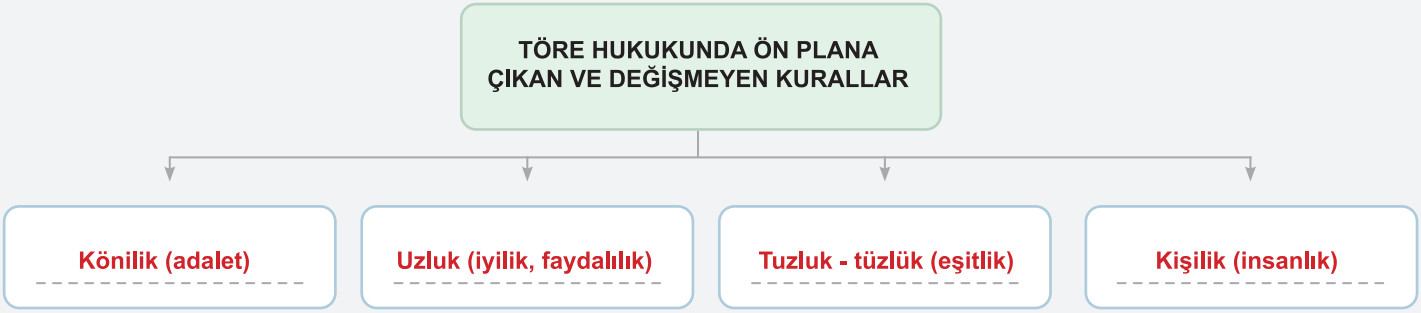 TÖRE HUKUKUNDA ÖN PLANA
ÇIKAN VE DEĞİŞMEYEN KURALLAR
Könilik (adalet)
Uzluk (iyilik, faydalılık)
Tuzluk - tüzlük (eşitlik)
Kişilik (insanlık)